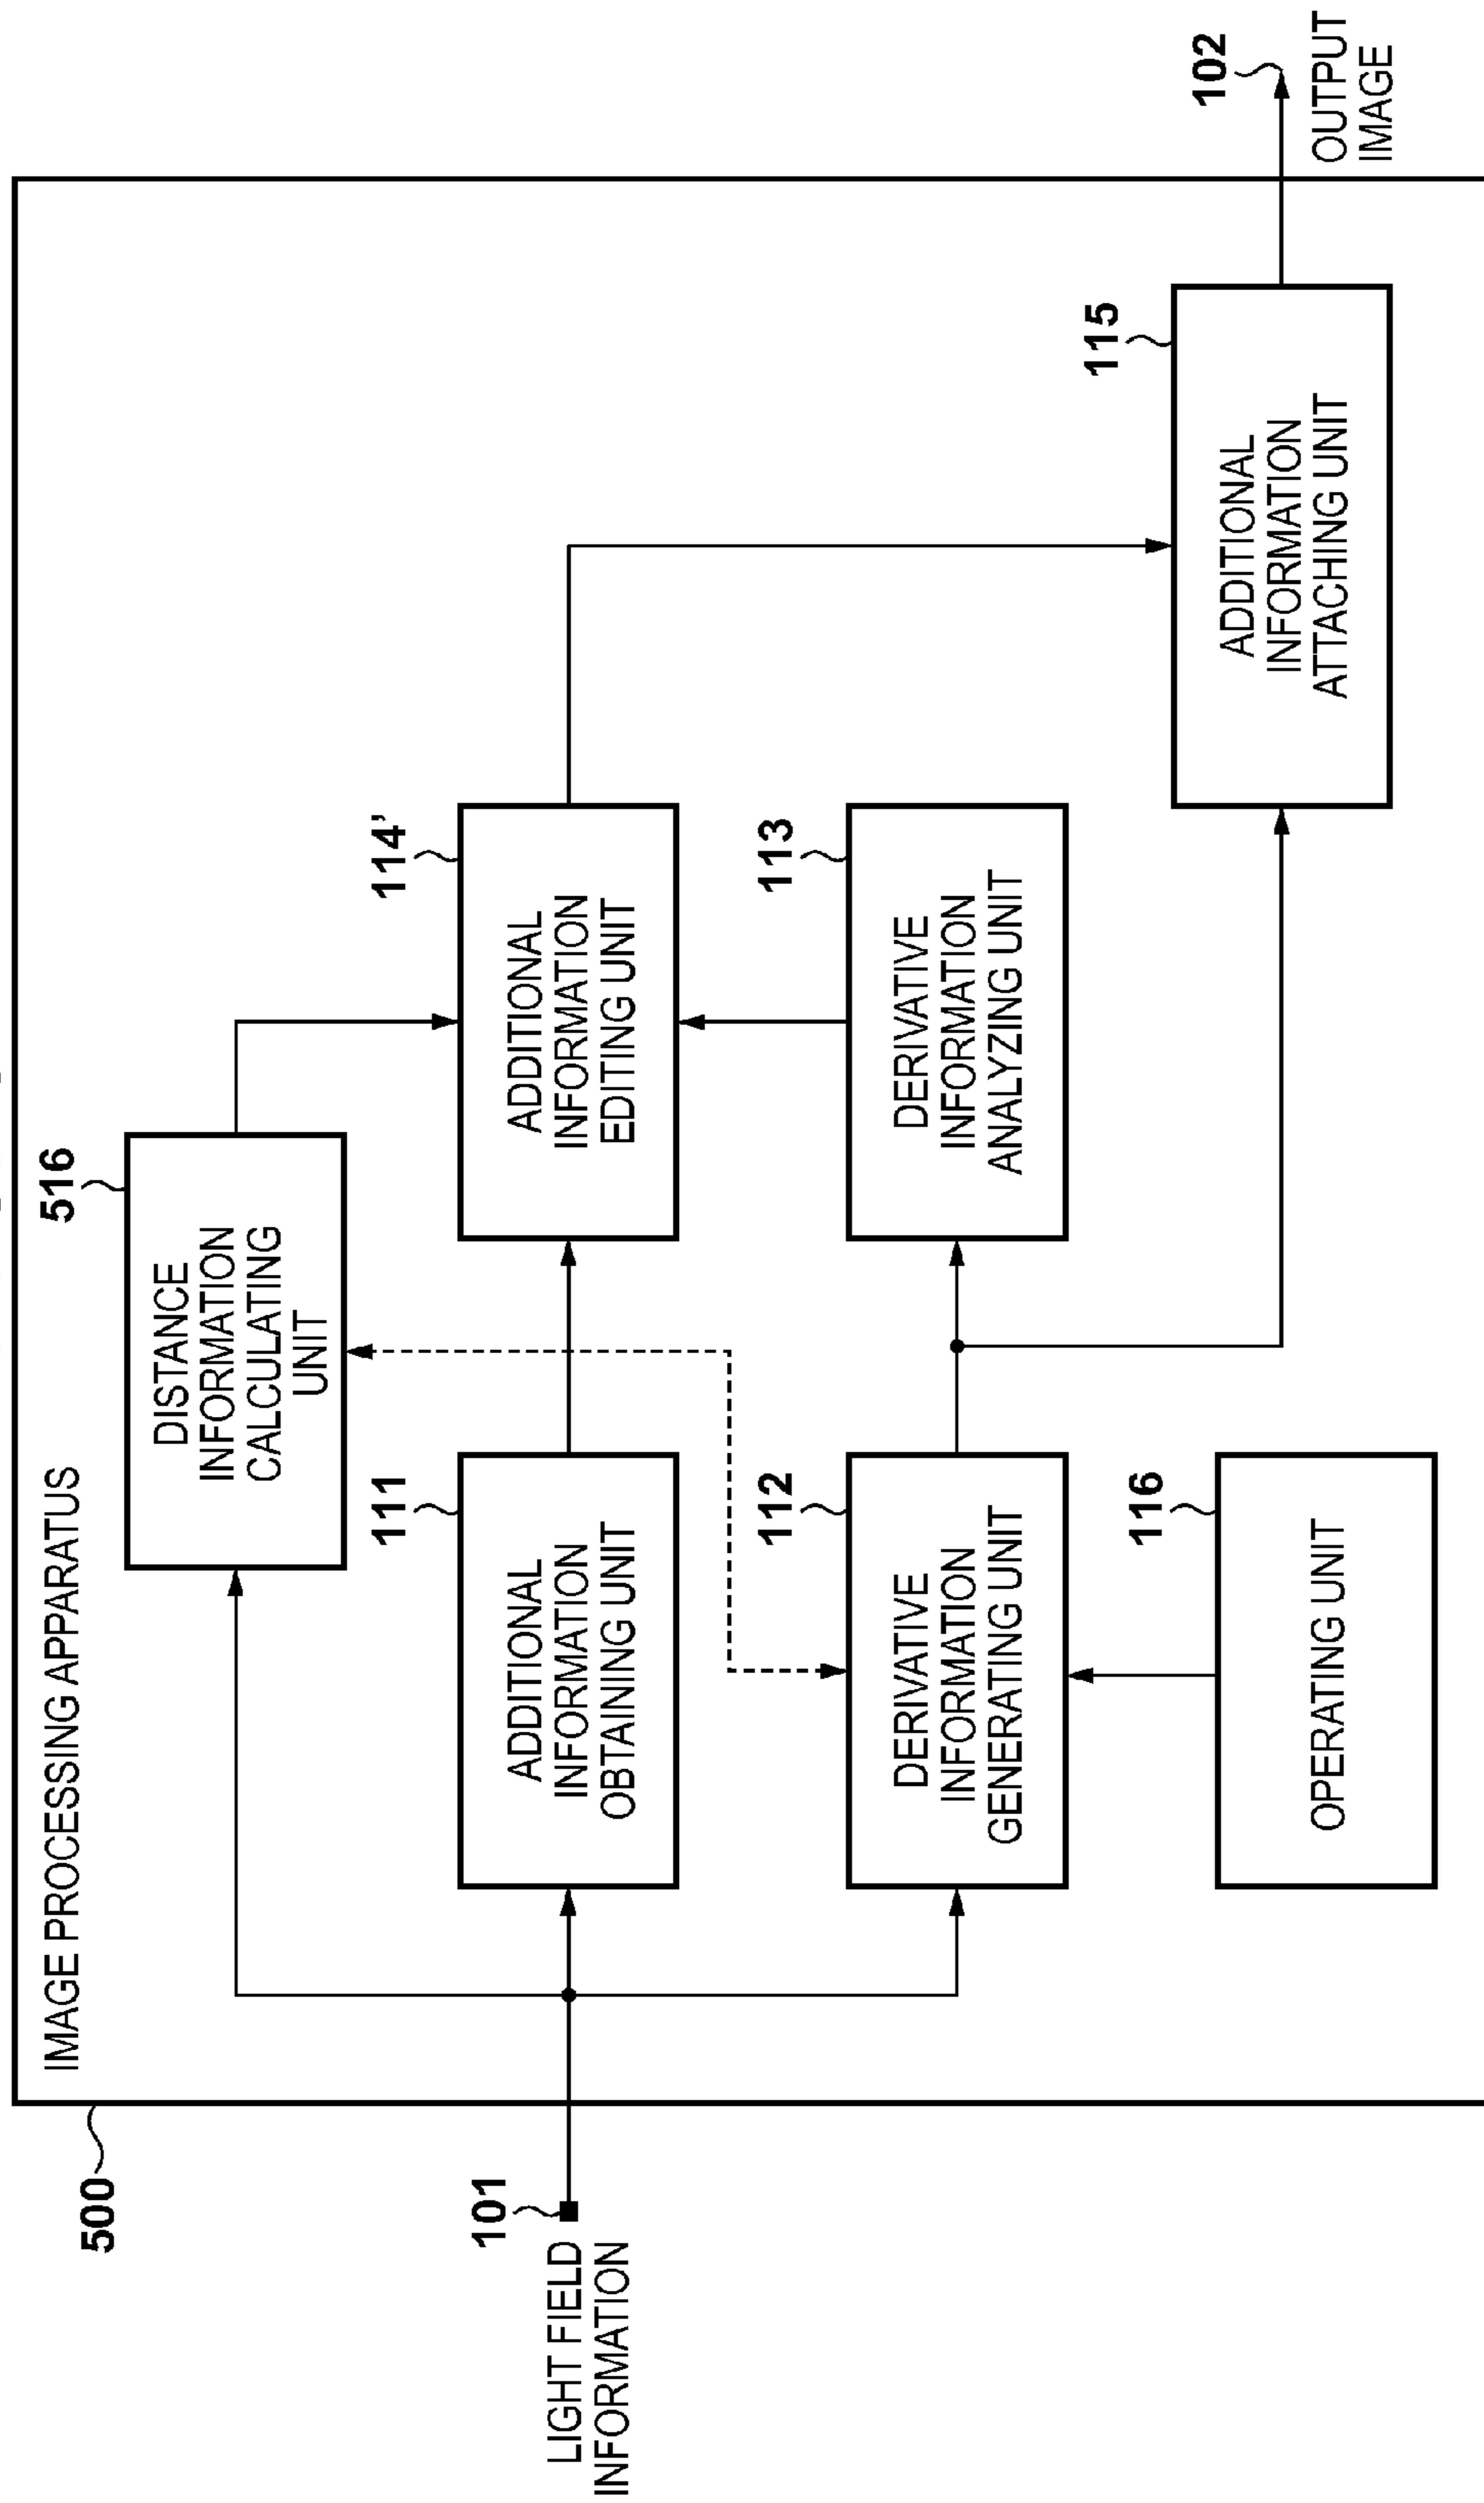 500
IMAGE PROCESSING APPARATUS
516
DISTANCE
INFORMATION
CALCULATING
UNIT
101
LIGHT FIELD
INFORMATION
111
ADDITIONAL
INFORMATION
OBTAINING UNIT
114'
ADDITIONAL
INFORMATION
EDITING UNIT
112
DERIVATIVE
INFORMATION
GENERATING UNIT
113
DERIVATIVE
INFORMATION
ANALYZING UNIT
116
OPERATING UNIT
115
ADDITIONAL
INFORMATION
ATTACHING UNIT
102
OUTPUT
IMAGE